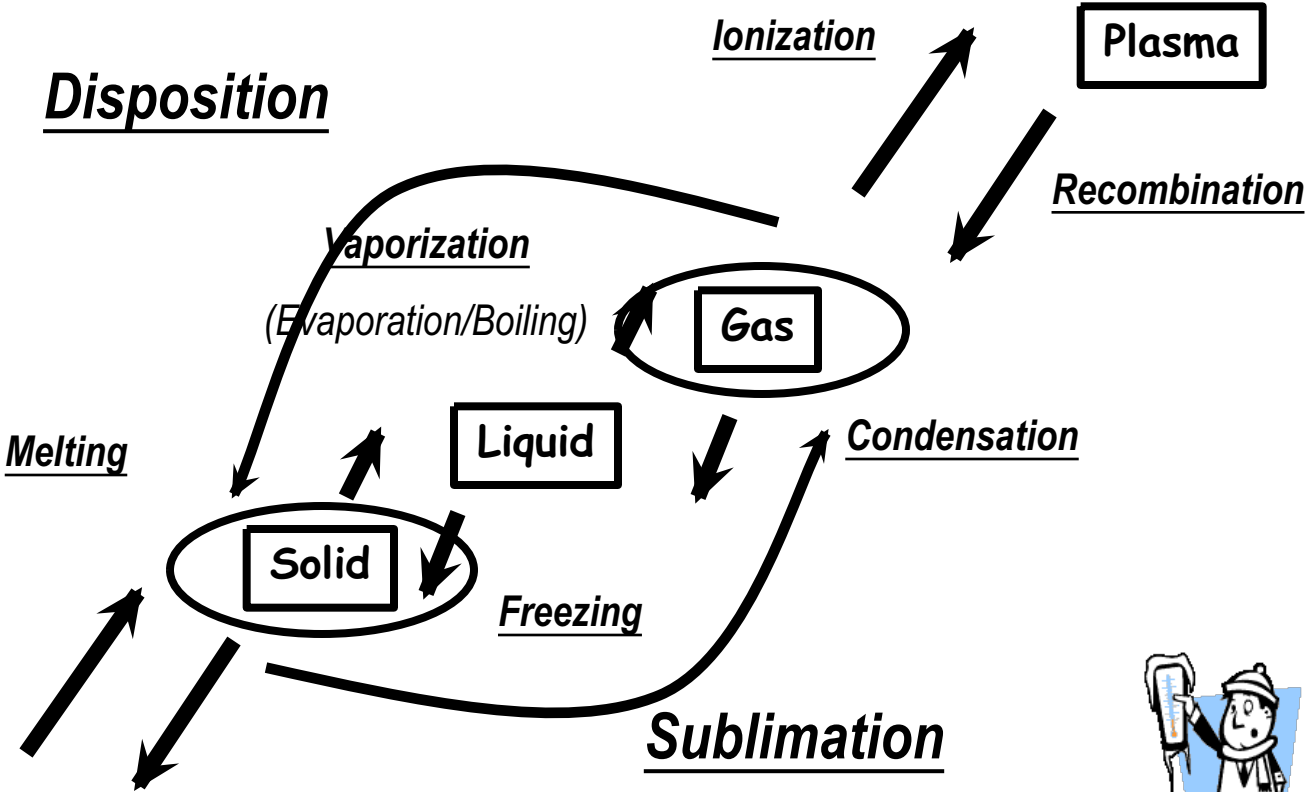 Ionization
Plasma
Disposition
Recombination
Vaporization
(Evaporation/Boiling)
Gas
Liquid
Condensation
Melting
Solid
Freezing
Sublimation